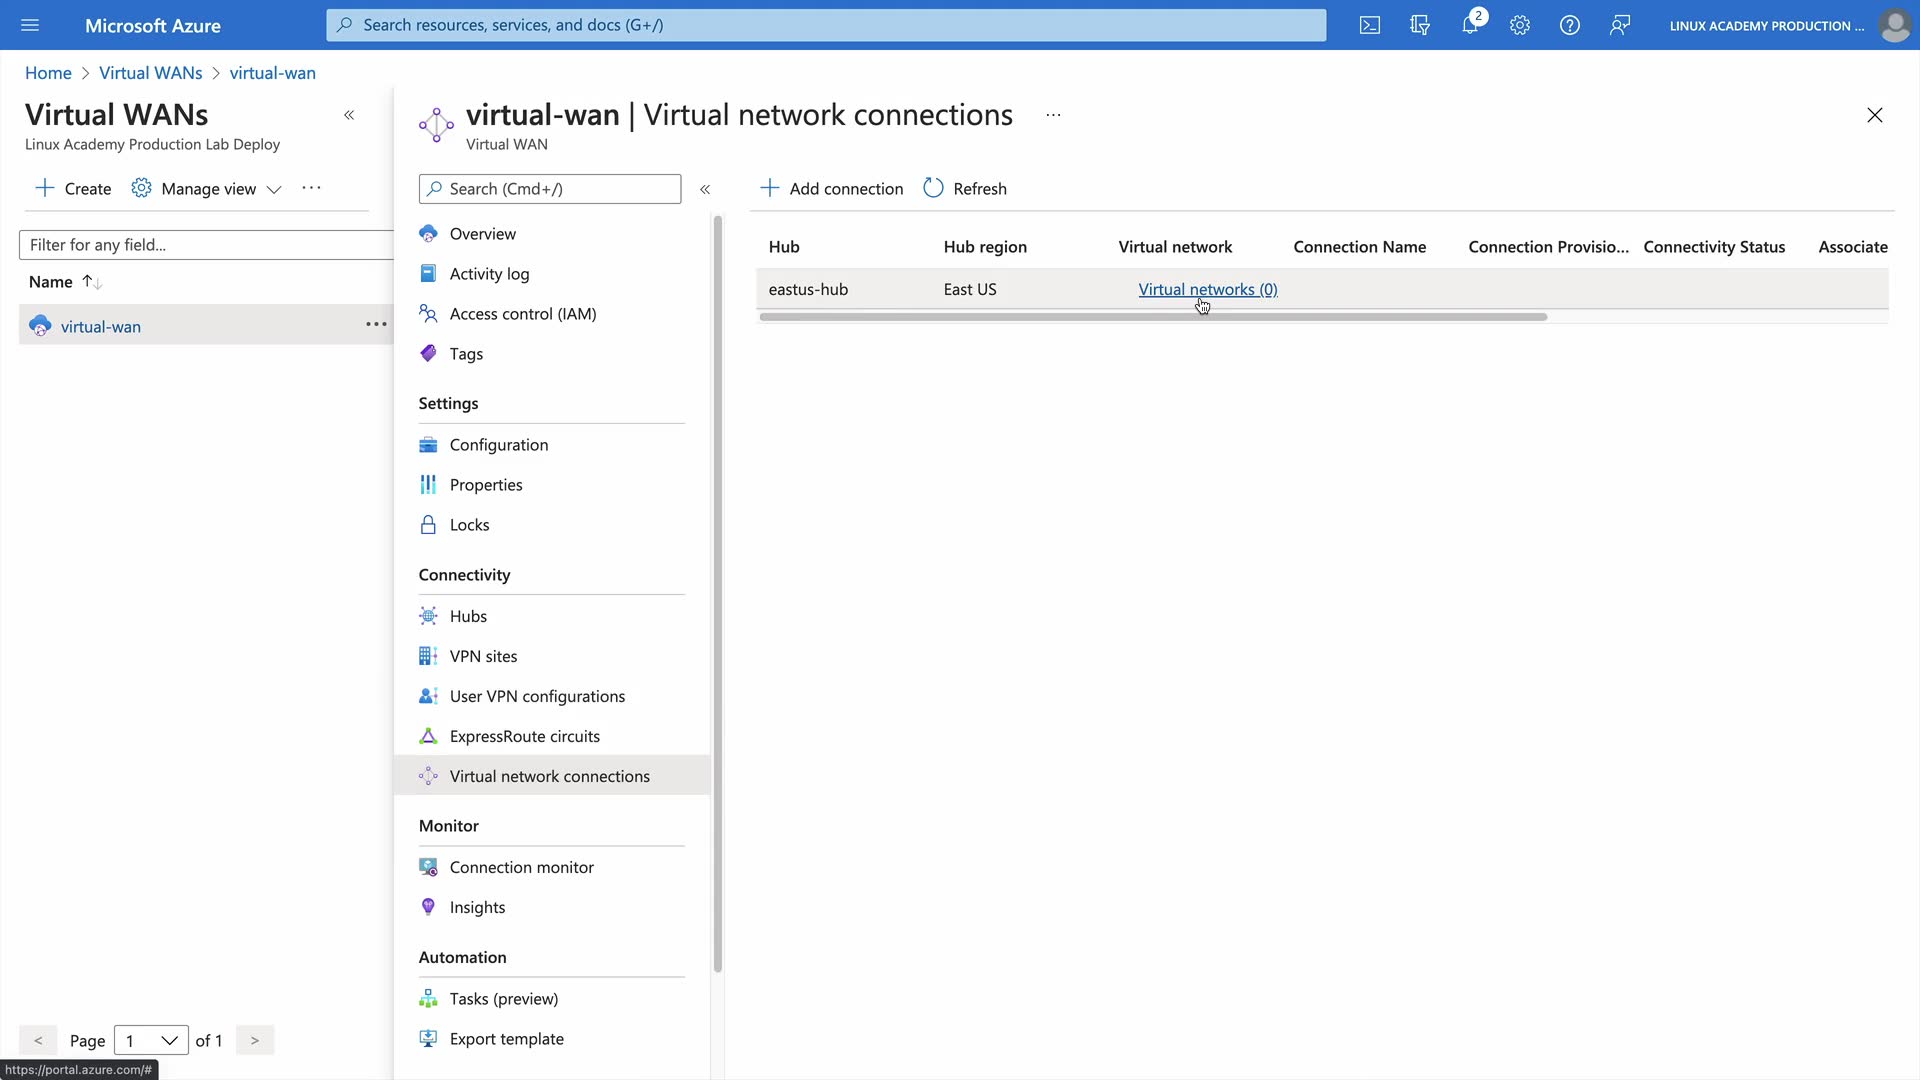 Microsoft Azure
Search resources, services, and docs (G+/)
2
LINUX ACADEMY PRODUCTION ...
Home > Virtual WANs > virtual-wan
Virtual WANs
Linux Academy Production Lab Deploy
Create
Manage view
Filter for any field...
Name
virtual-wan
< Page 1 of 1 >
https://portal.azure.com/#
virtual-wan | Virtual network connections
Virtual WAN
Search (Cmd+/)
Overview
Activity log
Access control (IAM)
Tags
Settings
Configuration
Properties
Locks
Connectivity
Hubs
VPN sites
User VPN configurations
ExpressRoute circuits
Virtual network connections
Monitor
Connection monitor
Insights
Automation
Tasks (preview)
Export template
Add connection
Refresh
Hub Hub region Virtual network Connection Name Connection Provisio... Connectivity Status Associate
eastus-hub East US Virtual networks (0)